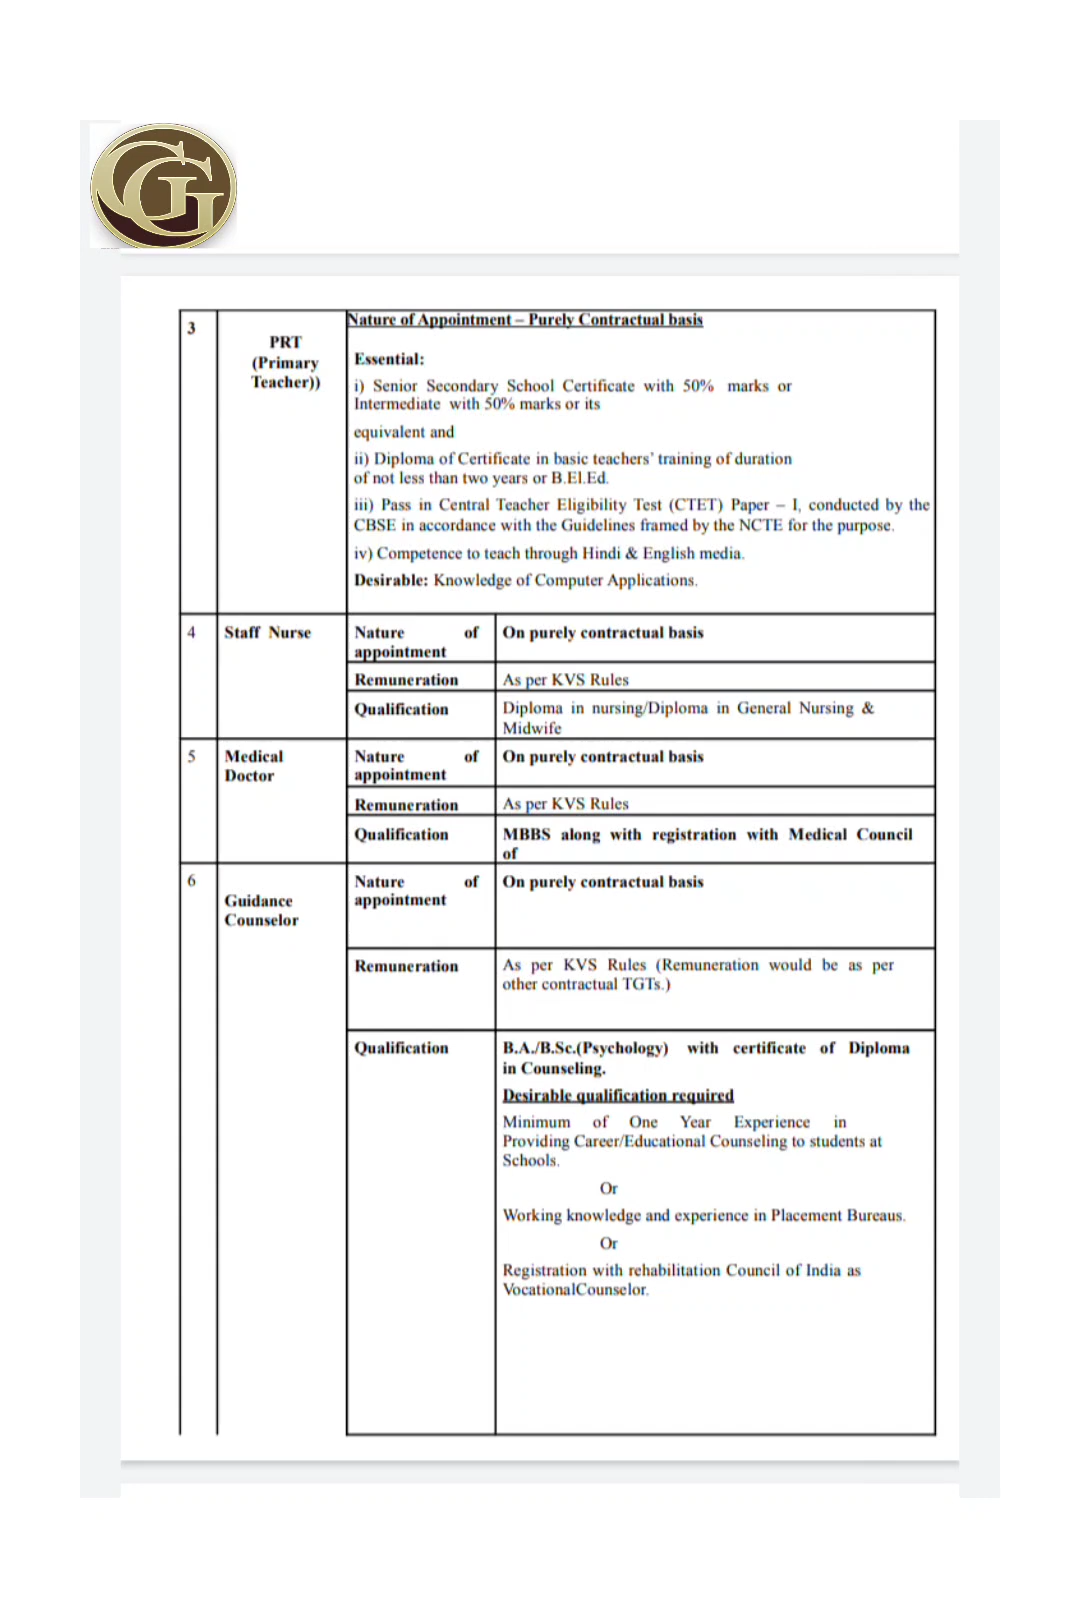 CGI
3
PRT
(Primary
Teacher))
Nature of Appointment – Purely Contractual basis
Essential:
i) Senior Secondary School Certificate with 50% marks or
Intermediate with 50% marks or its
equivalent and
ii) Diploma of Certificate in basic teachers' training of duration
of not less than two years or B.El.Ed.
iii) Pass in Central Teacher Eligibility Test (CTET) Paper – I, conducted by the
CBSE in accordance with the Guidelines framed by the NCTE for the purpose.
iv) Competence to teach through Hindi & English media.
Desirable: Knowledge of Computer Applications.
4
Staff Nurse
Nature of
appointment
On purely contractual basis
Remuneration
As per KVS Rules
Qualification
Diploma in nursing/Diploma in General Nursing &
Midwife
5
Medical
Doctor
Nature of
appointment
On purely contractual basis
Remuneration
As per KVS Rules
Qualification
MBBS along with registration with Medical Council
of
6
Guidance
Counselor
Nature of
appointment
On purely contractual basis
Remuneration
As per KVS Rules (Remuneration would be as per
other contractual TGTs.)
Qualification
B.A./B.Sc.(Psychology) with certificate of Diploma
in Counseling.
Desirable qualification required
Minimum of One Year Experience in
Providing Career/Educational Counseling to students at
Schools.
Or
Working knowledge and experience in Placement Bureaus.
Or
Registration with rehabilitation Council of India as
VocationalCounselor.